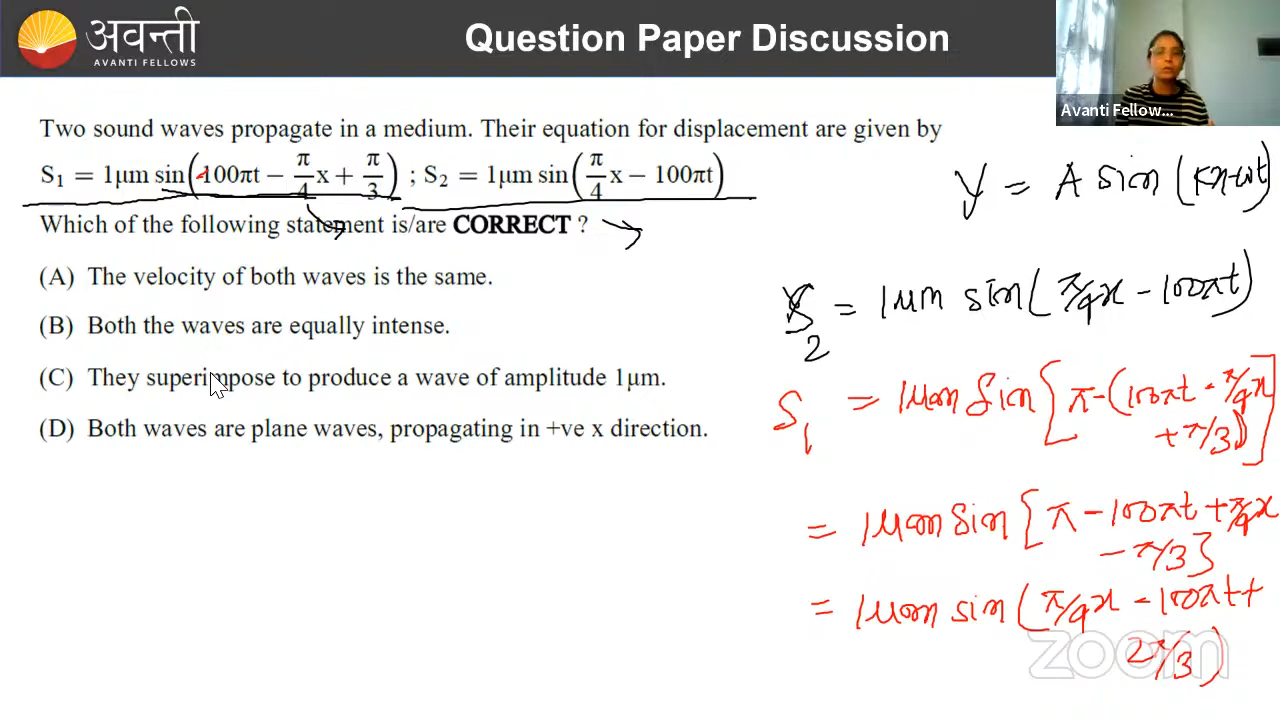 अवन्ती
AVANTI FELLOWS
Question Paper Discussion
Avanti Fellow...
Two sound waves propagate in a medium. Their equation for displacement are given by
S₁ = 1μm sin(100πt − π/4 x + π/3) ; S₂ = 1μm sin(π/4 x − 100πt)
Which of the following statement is/are CORRECT ?
(A) The velocity of both waves is the same.
(B) Both the waves are equally intense.
(C) They superimpose to produce a wave of amplitude 1μm.
(D) Both waves are plane waves, propagating in +ve x direction.
y = A sin (kx-ωt)
S₂ = 1μm sin(π/4x − 100πt)
S₁ = 1μm sin[π-(100πt - π/4x
+π/3)]
= 1μm sin[π − 100πt + π/4x
− π/3]
= 1μm sin(π/4x - 100πt +
2π/3)
zoom